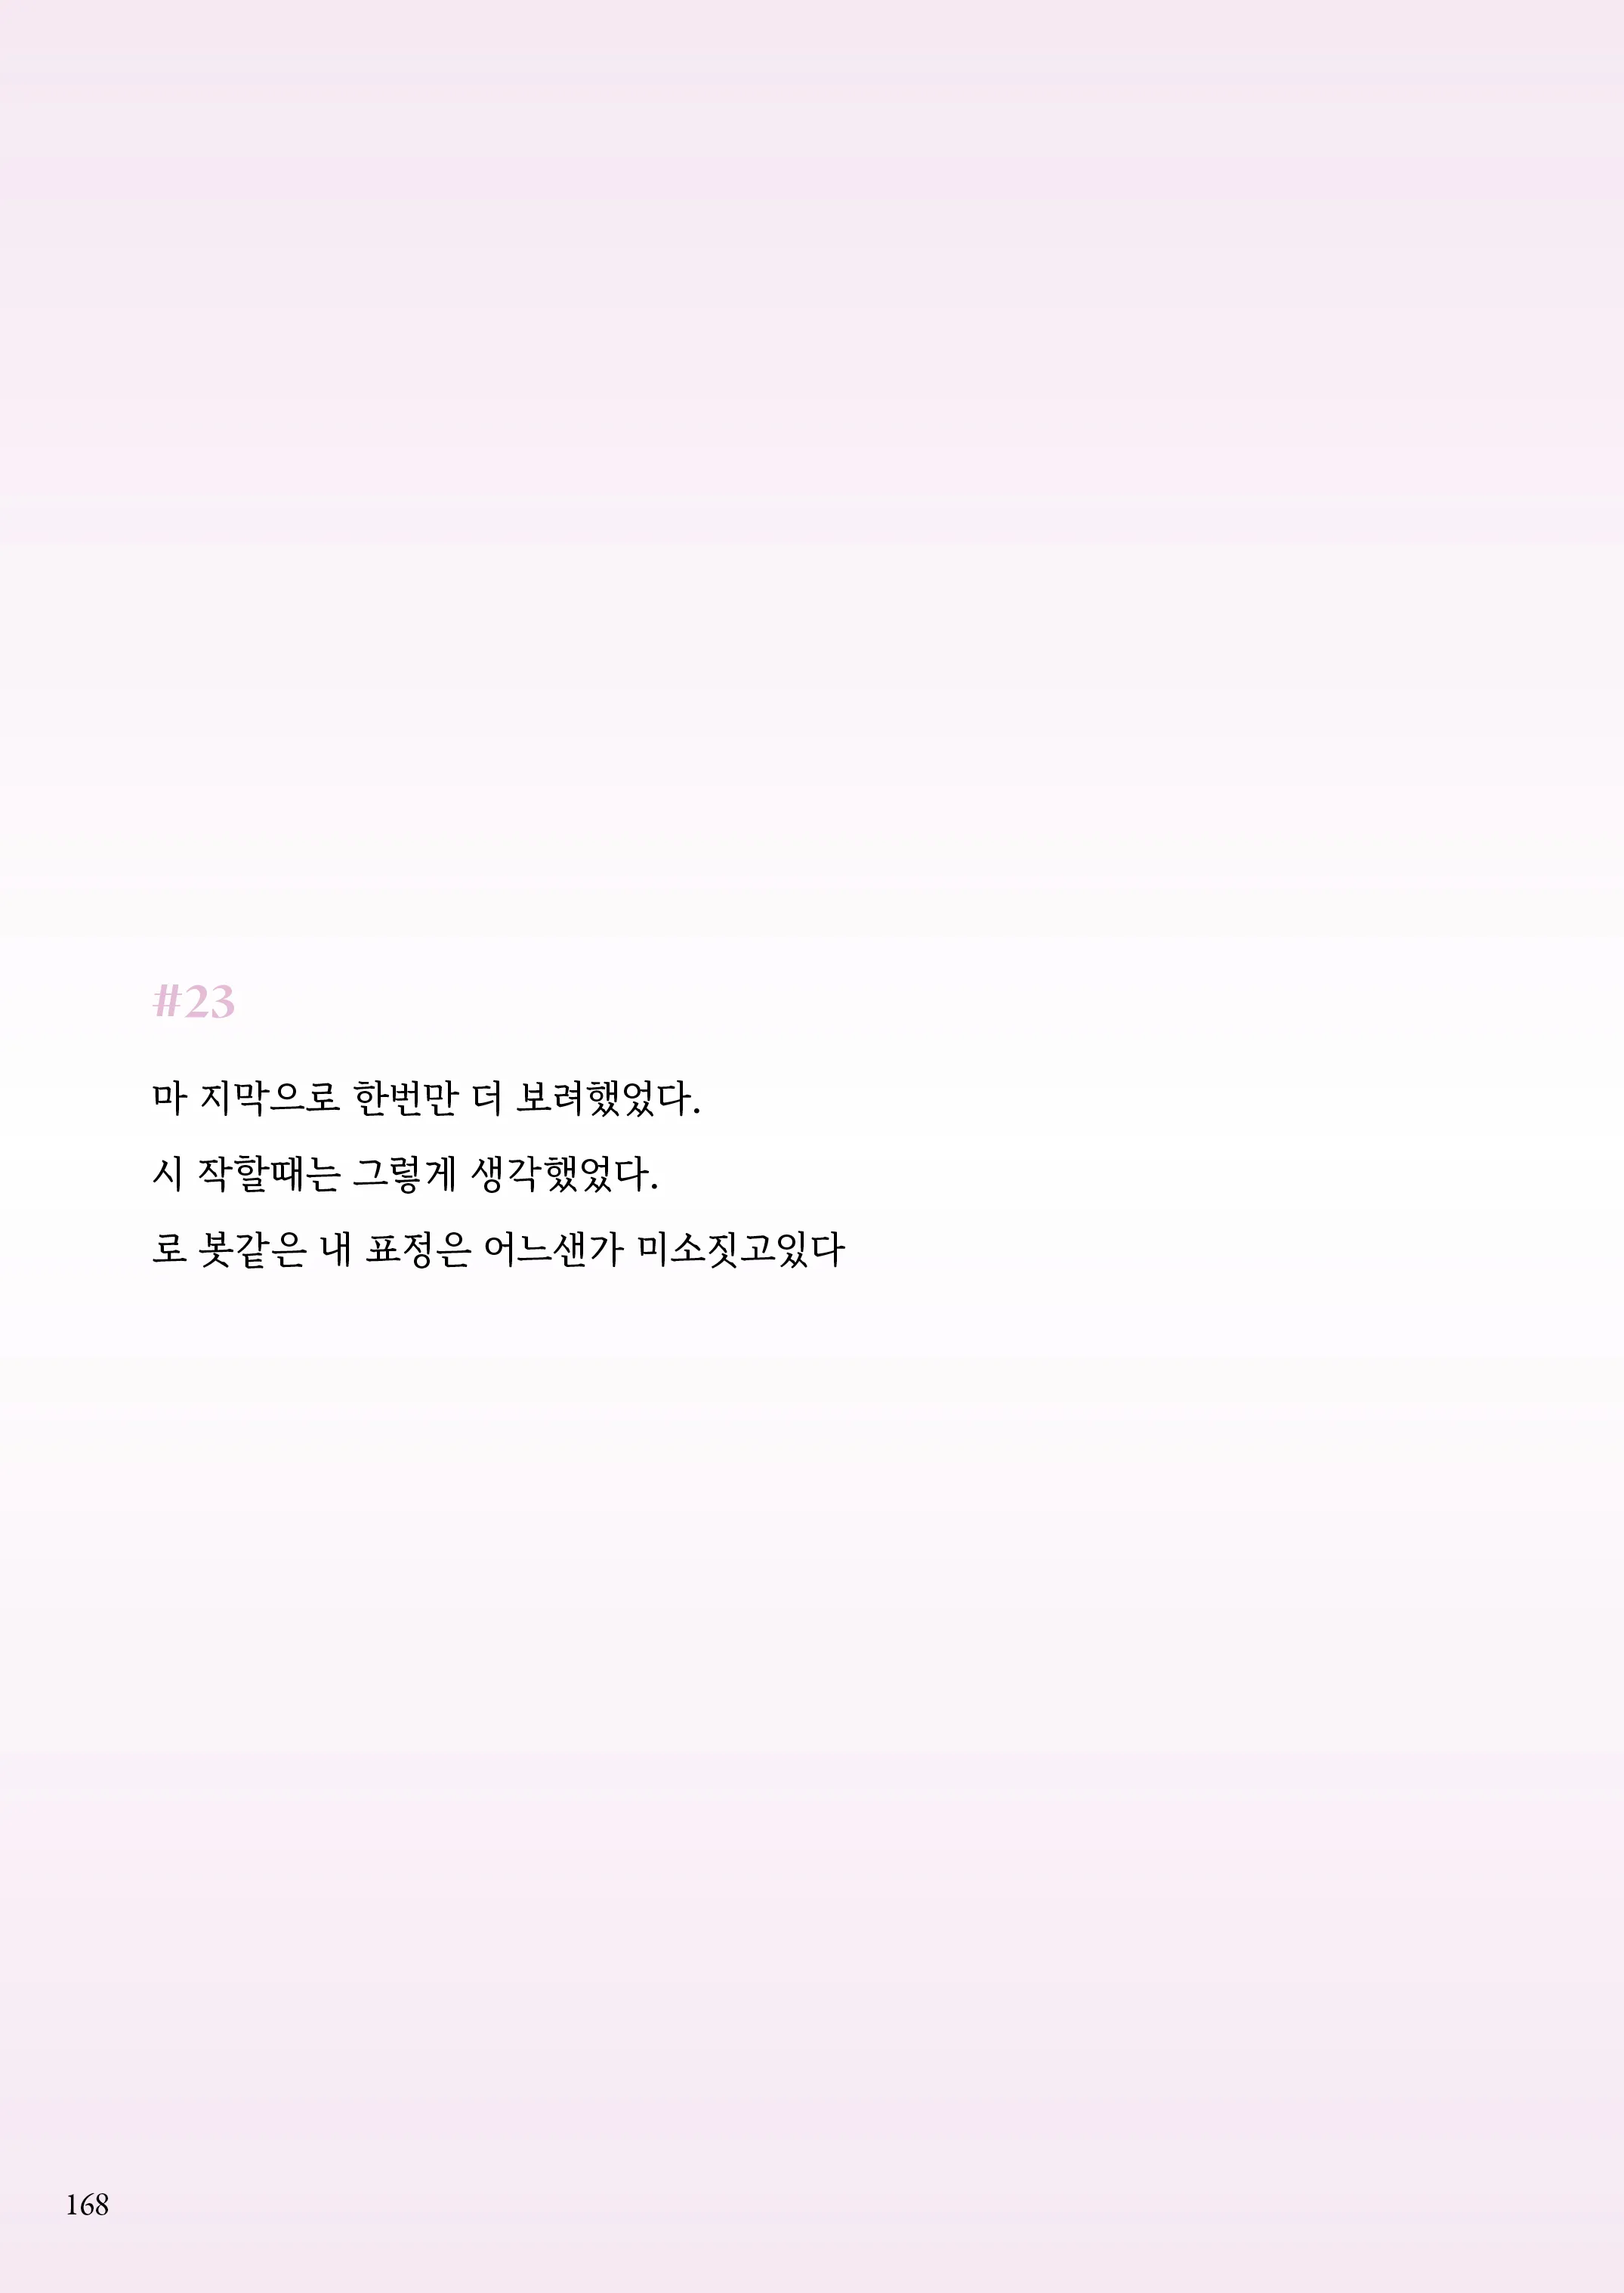 #23
마 지막으로 한번만 더 보려했었다.
시 작할때는 그렇게 생각했었다.
로 봇같은 내 표정은 어느샌가 미소짓고있다
168